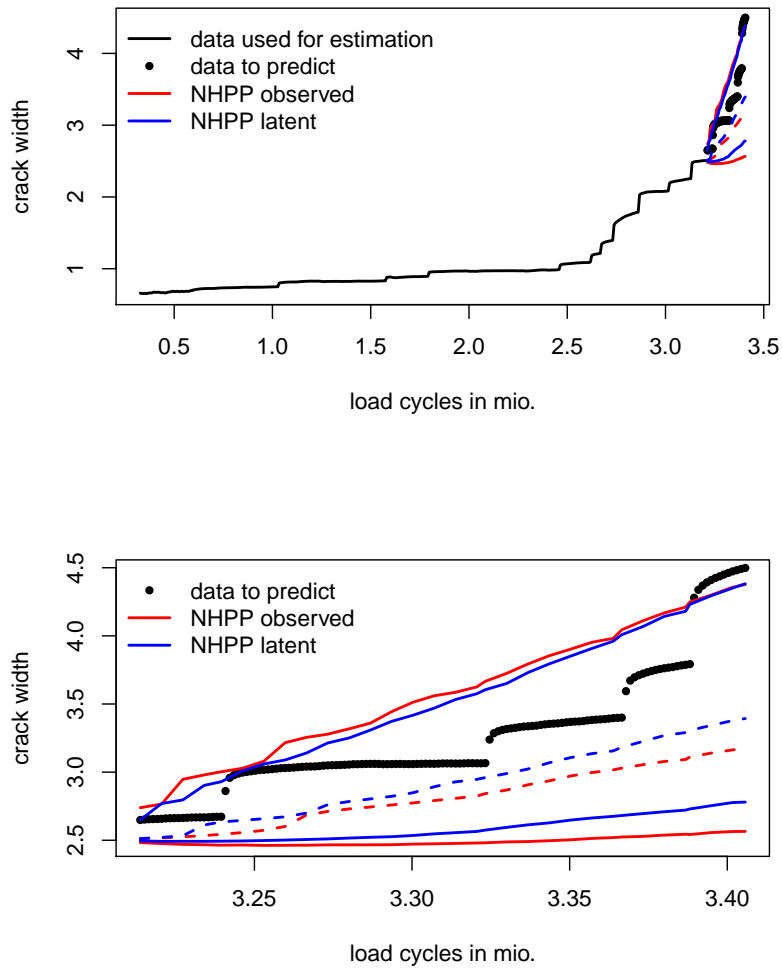 data used for estimation
data to predict
NHPP observed
NHPP latent
crack width
1
2
3
4
0.5 1.0 1.5 2.0 2.5 3.0 3.5
load cycles in mio.
data to predict
NHPP observed
NHPP latent
crack width
2.5
3.0
3.5
4.0
4.5
3.25 3.30 3.35 3.40
load cycles in mio.